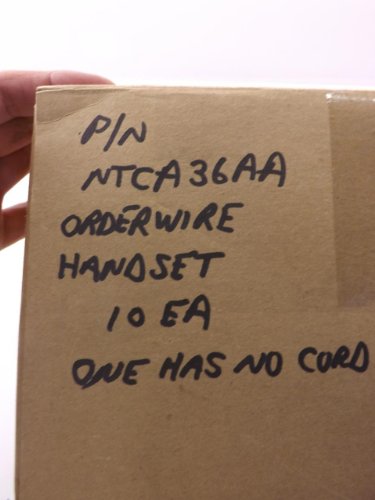 P/N
NTCA36AA
ORDERWIRE
HANDSET
10 EA
ONE HAS NO CORD